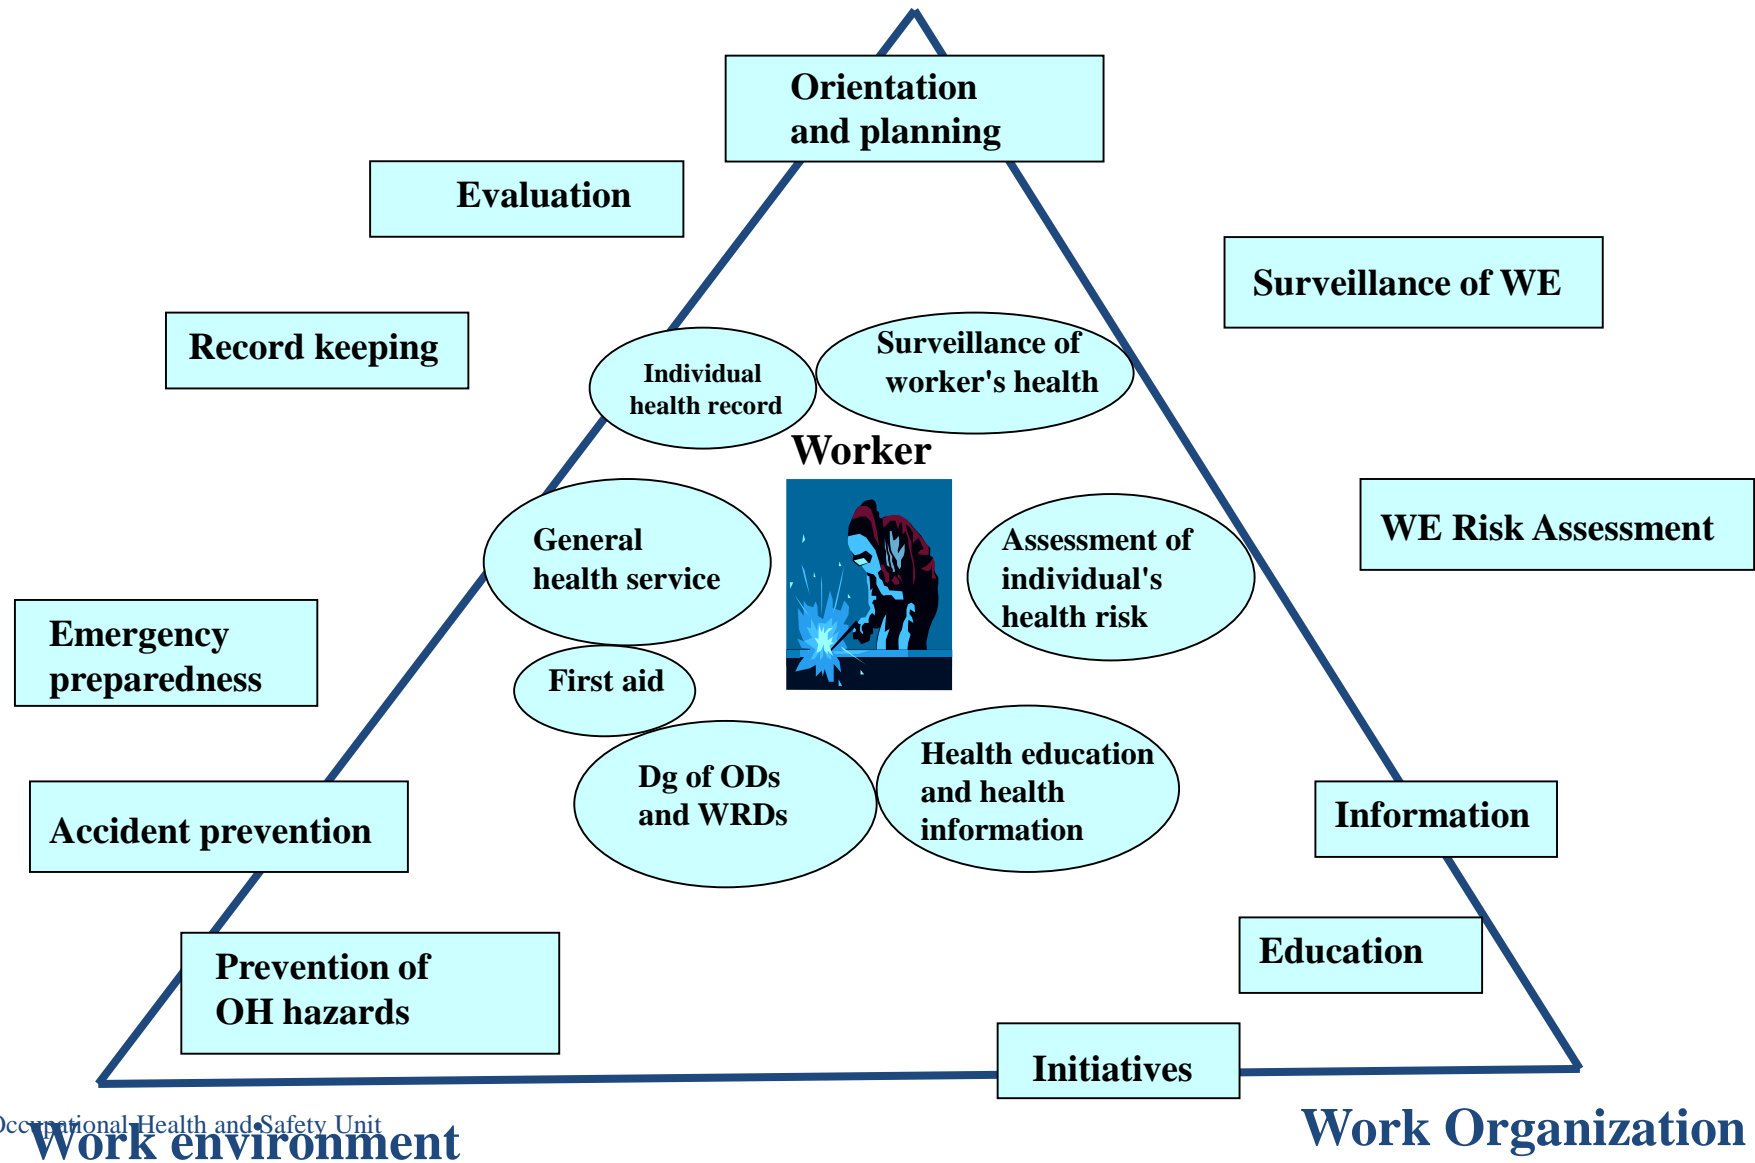 Orientation
and planning
Evaluation
Surveillance of WE
Record keeping
Individual
health record
Surveillance of
worker's health
Worker
General
health service
Assessment of
individual's
health risk
WE Risk Assessment
Emergency
preparedness
First aid
Dg of ODs
and WRDs
Health education
and health
information
Accident prevention
Information
Prevention of
OH hazards
Education
Initiatives
Occupational Health and Safety Unit
Work environment
Work Organization